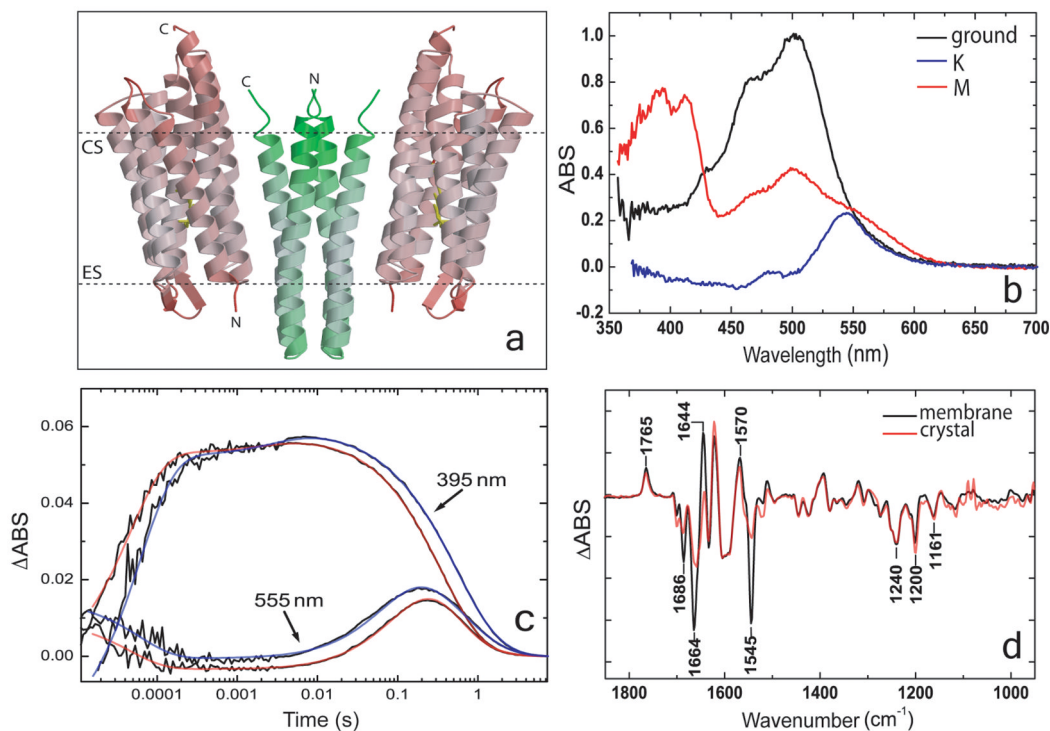 C
C
N
CS
ES
N
a
ABS
1.0
0.8
0.6
0.4
0.2
0.0
-0.2
350 400 450 500 550 600 650 700
Wavelength (nm)
ground
K
M
b
ΔABS
0.06
0.04
0.02
0.00
0.0001 0.001 0.01 0.1 1
Time (s)
395 nm
555 nm
c
ΔABS
1800 1600 1400 1200 1000
Wavenumber (cm⁻¹)
membrane
crystal
1765
1644
1570
1686
1664
1545
1240
1200
1161
d